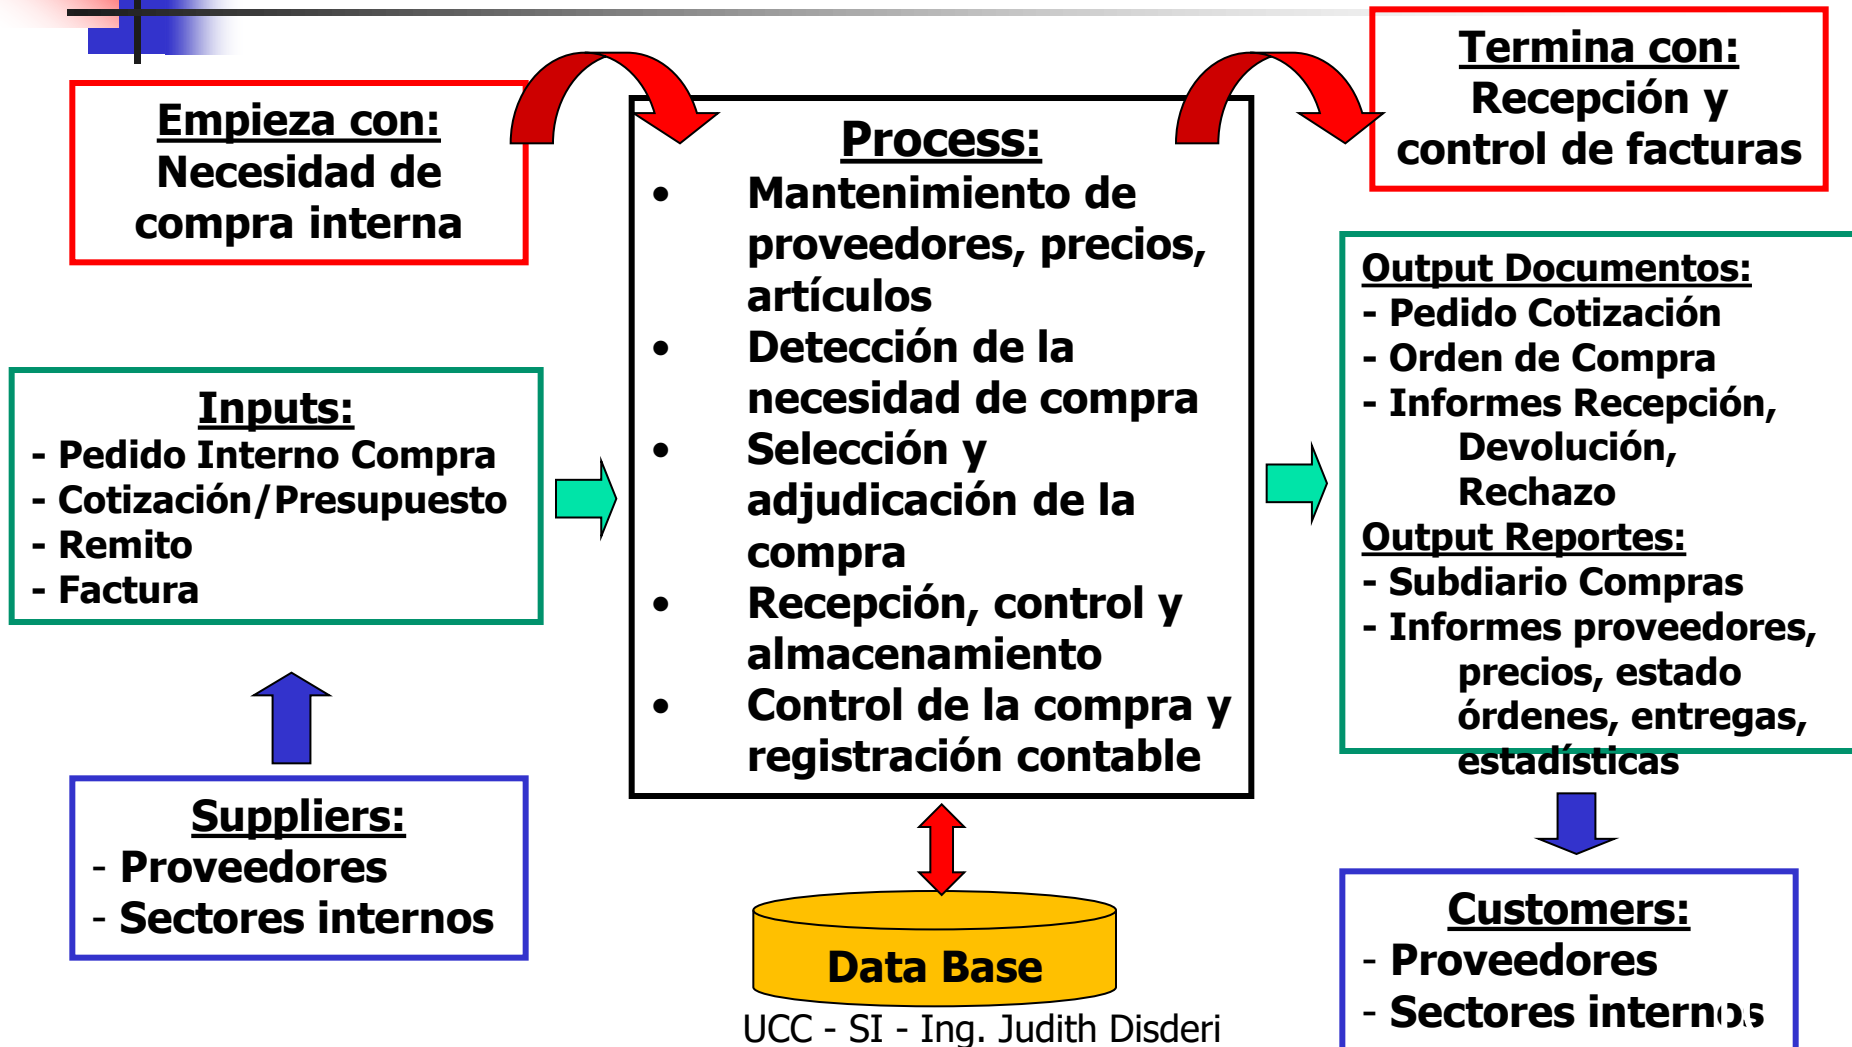 Empieza con:
Necesidad de
compra interna
Process:
• Mantenimiento de
proveedores, precios,
artículos
• Detección de la
necesidad de compra
• Selección y
adjudicación de la
compra
• Recepción, control y
almacenamiento
• Control de la compra y
registración contable
Termina con:
Recepción y
control de facturas
Inputs:
- Pedido Interno Compra
- Cotización/Presupuesto
- Remito
- Factura
Output Documentos:
- Pedido Cotización
- Orden de Compra
- Informes Recepción,
Devolución,
Rechazo
Output Reportes:
- Subdiario Compras
- Informes proveedores,
precios, estado
órdenes, entregas,
estadísticas
Suppliers:
- Proveedores
- Sectores internos
Data Base
Customers:
- Proveedores
- Sectores internos
UCC - SI - Ing. Judith Disderi